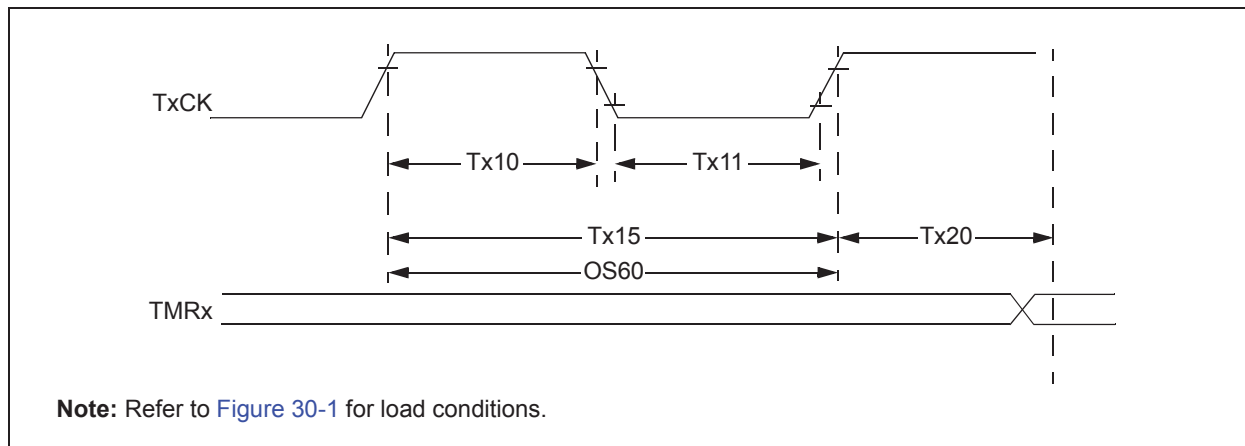 TxCK
Tx10
Tx11
Tx15
Tx20
OS60
TMRx
Note: Refer to Figure 30-1 for load conditions.